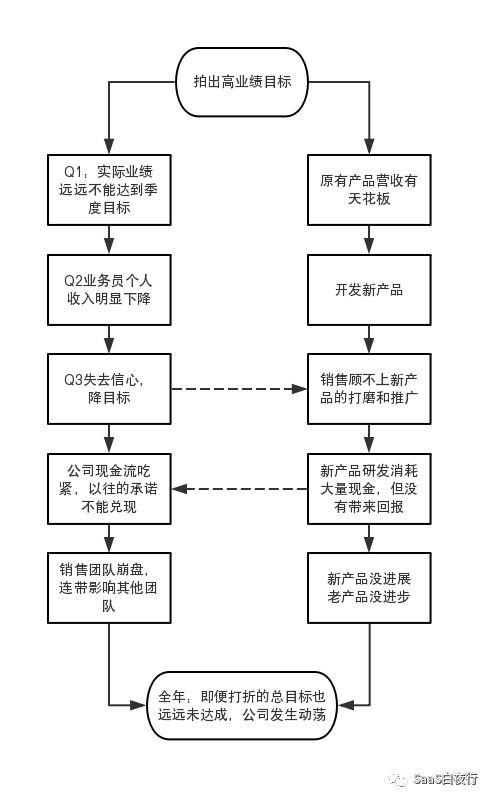 拍出高业绩目标
Q1：实际业绩
远远不能达到季
度目标
原有产品营收有
天花板
Q2业务员个人
收入明显下降
开发新产品
Q3失去信心，
降目标
销售顾不上新产
品的打磨和推广
公司现金流吃
紧，以往的承诺
不能兑现
新产品研发消耗
大量现金，但没
有带来回报
销售团队崩盘，
连带影响其他团
队
新产品没进展
老产品没进步
全年：即便打折的总目标也
远远未达成，公司发生动荡
SaaS白夜行